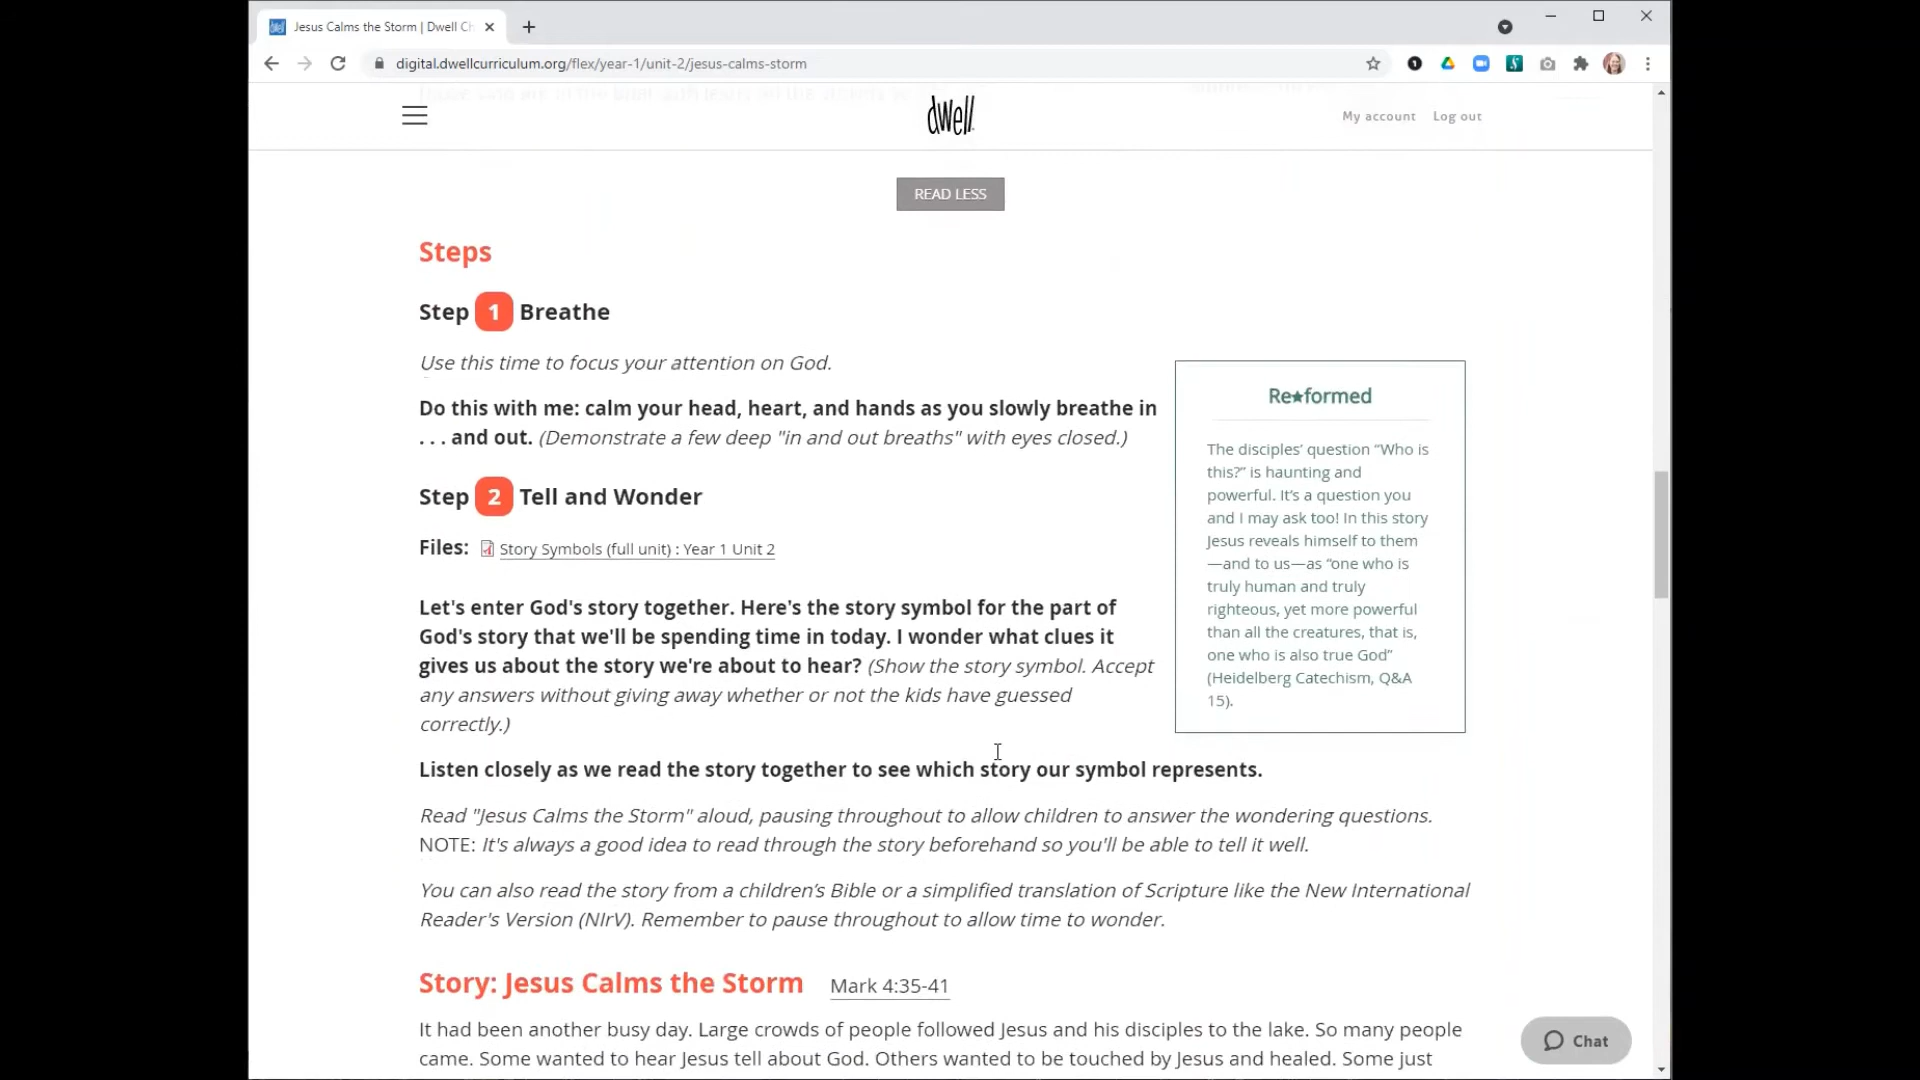 Jesus Calms the Storm | Dwell Ch
digital.dwellcurriculum.org/flex/year-1/unit-2/jesus-calms-storm
dwell
My account
Log out
READ LESS
Steps
Step 1 Breathe
Use this time to focus your attention on God.
Do this with me: calm your head, heart, and hands as you slowly breathe in
. . . and out. (Demonstrate a few deep "in and out breaths" with eyes closed.)
Step 2 Tell and Wonder
Files: Story Symbols (full unit) : Year 1 Unit 2
Let's enter God's story together. Here's the story symbol for the part of
God's story that we'll be spending time in today. I wonder what clues it
gives us about the story we're about to hear? (Show the story symbol. Accept
any answers without giving away whether or not the kids have guessed
correctly.)
Re★formed
The disciples' question “Who is
this?” is haunting and
powerful. It's a question you
and I may ask too! In this story
Jesus reveals himself to them
—and to us—as “one who is
truly human and truly
righteous, yet more powerful
than all the creatures, that is,
one who is also true God”
(Heidelberg Catechism, Q&A
15).
Listen closely as we read the story together to see which story our symbol represents.
Read "Jesus Calms the Storm" aloud, pausing throughout to allow children to answer the wondering questions.
NOTE: It's always a good idea to read through the story beforehand so you'll be able to tell it well.
You can also read the story from a children’s Bible or a simplified translation of Scripture like the New International
Reader's Version (NIrV). Remember to pause throughout to allow time to wonder.
Story: Jesus Calms the Storm Mark 4:35-41
It had been another busy day. Large crowds of people followed Jesus and his disciples to the lake. So many people
came. Some wanted to hear Jesus tell about God. Others wanted to be touched by Jesus and healed. Some just
Chat